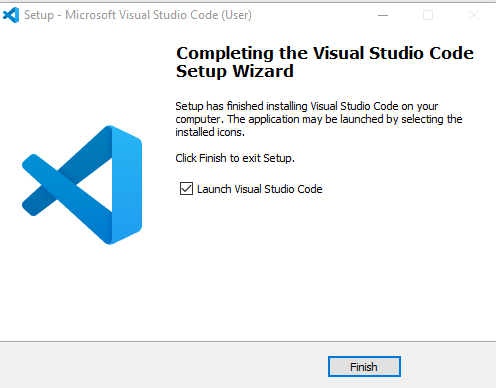 Setup - Microsoft Visual Studio Code (User)
Completing the Visual Studio Code
Setup Wizard
Setup has finished installing Visual Studio Code on your
computer. The application may be launched by selecting the
installed icons.
Click Finish to exit Setup.
Launch Visual Studio Code
Finish